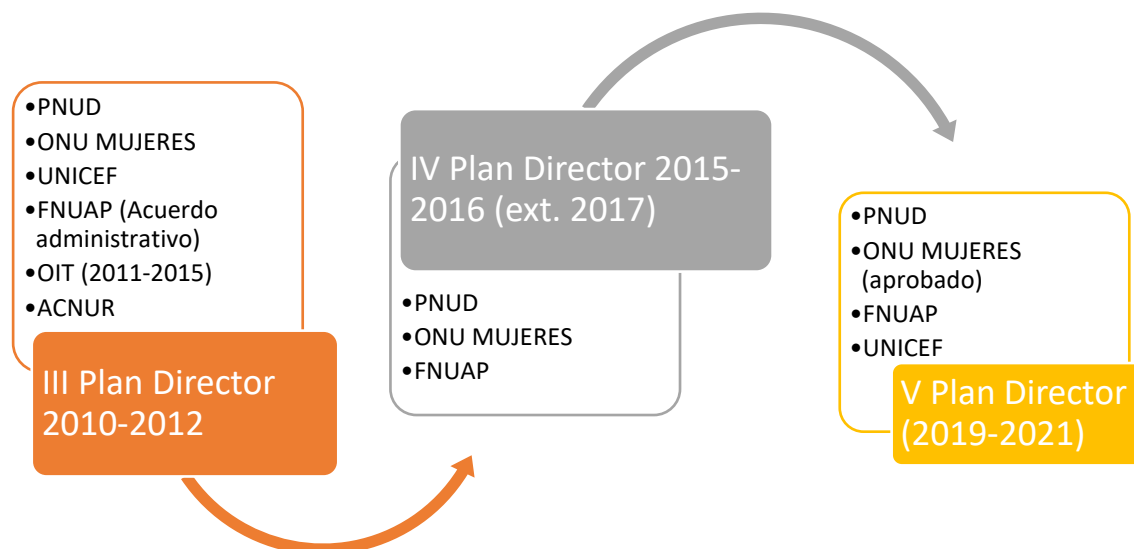 •PNUD
•ONU MUJERES
•UNICEF
•FNUAP (Acuerdo
administrativo)
•OIT (2011-2015)
•ACNUR
III Plan Director
2010-2012
IV Plan Director 2015-
2016 (ext. 2017)
•PNUD
•ONU MUJERES
•FNUAP
•PNUD
•ONU MUJERES
(aprobado)
•FNUAP
•UNICEF
V Plan Director
(2019-2021)